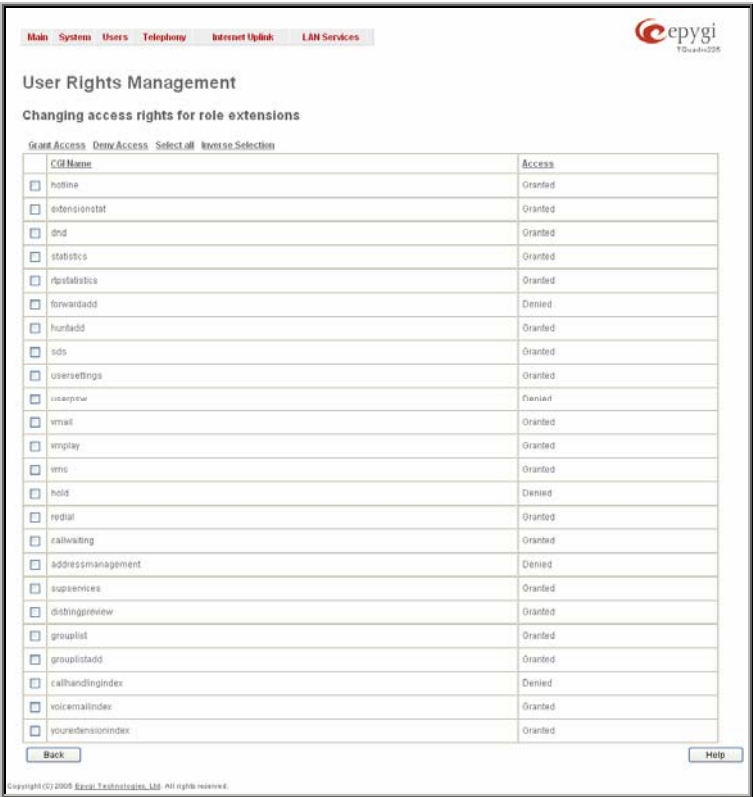 Main System Users Telephony Internet Uplink LAN Services
epygi
TQuadro225
User Rights Management
Changing access rights for role extensions
Grant Access Deny Access Select all Inverse Selection
CGI Name Access
hotline Granted
extensionstat Granted
dnd Granted
statistics Granted
rtpstatistics Granted
forwardadd Denied
huntadd Granted
sds Granted
usersettings Granted
userpsw Denied
vmail Granted
vmplay Granted
vms Granted
hold Denied
redial Granted
callwaiting Granted
addressmanagement Denied
supservices Granted
distringpreview Granted
grouplist Granted
grouplistadd Granted
callhandlingindex Denied
voicemailindex Granted
yourextensionindex Granted
Back Help
Copyright (C) 2005 Epygi Technologies, Ltd. All rights reserved.